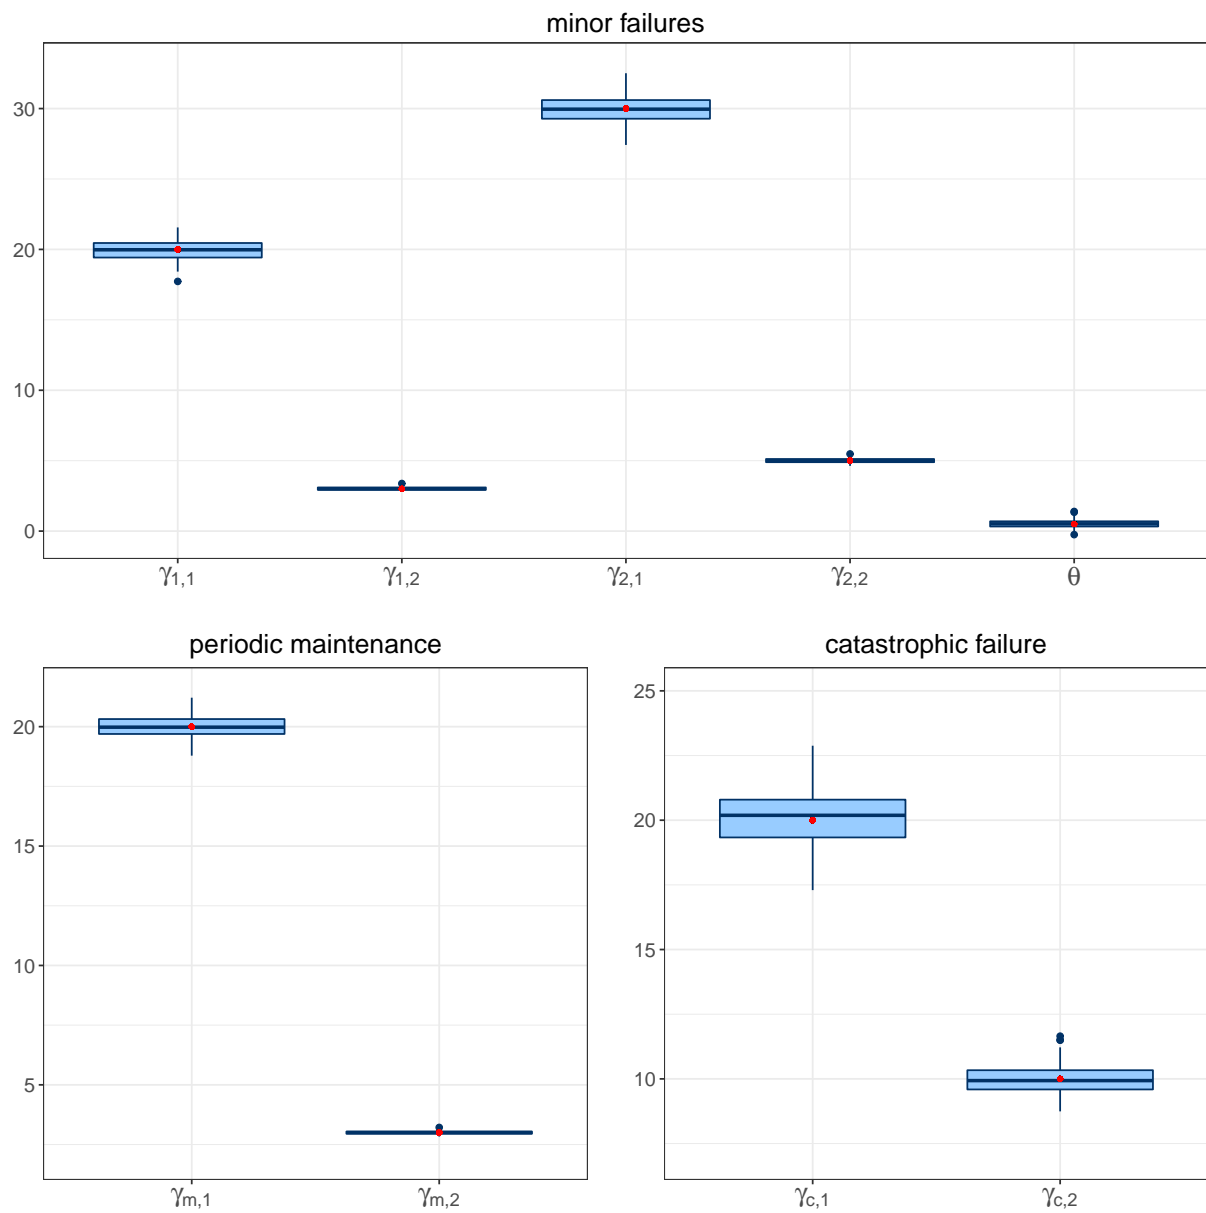 minor failures
30
20
10
0
γ1,1 γ1,2 γ2,1 γ2,2 θ
periodic maintenance
20
15
10
5
γm,1 γm,2
catastrophic failure
25
20
15
10
γc,1 γc,2